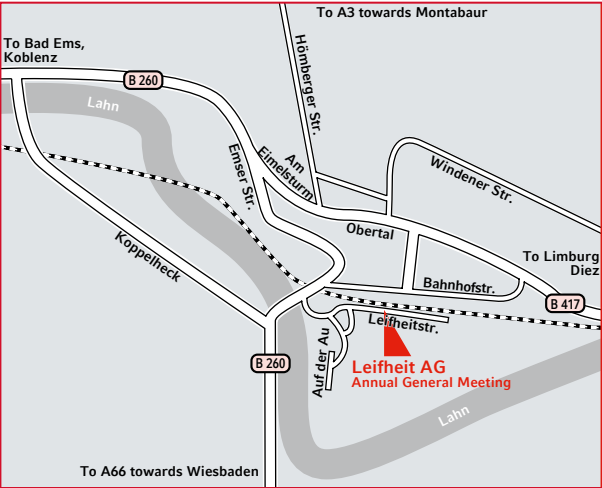 To A3 towards Montabaur
To Bad Ems,
Koblenz
B 260
Lahn
Hömberger Str.
Emser Str.
Am
Eimelsturm
Windener Str.
Obertal
Koppelheck
To Limburg
Diez
Bahnhofstr.
B 417
Leifheitstr.
Auf der Au
B 260
Leifheit AG
Annual General Meeting
Lahn
To A66 towards Wiesbaden